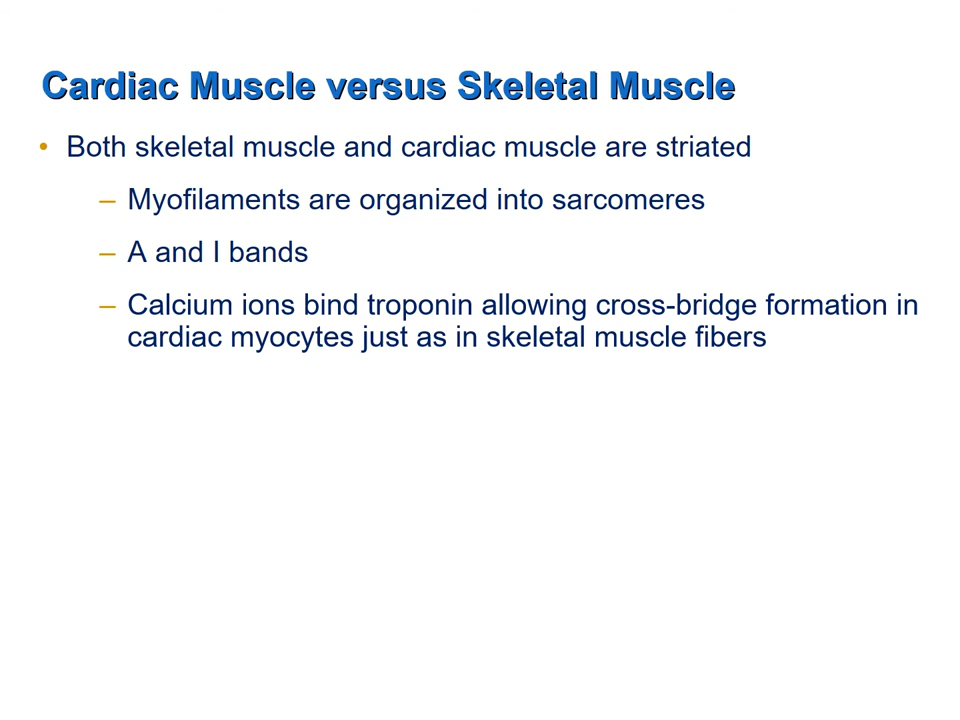 Cardiac Muscle versus Skeletal Muscle
• Both skeletal muscle and cardiac muscle are striated
– Myofilaments are organized into sarcomeres
– A and I bands
– Calcium ions bind troponin allowing cross-bridge formation in
cardiac myocytes just as in skeletal muscle fibers